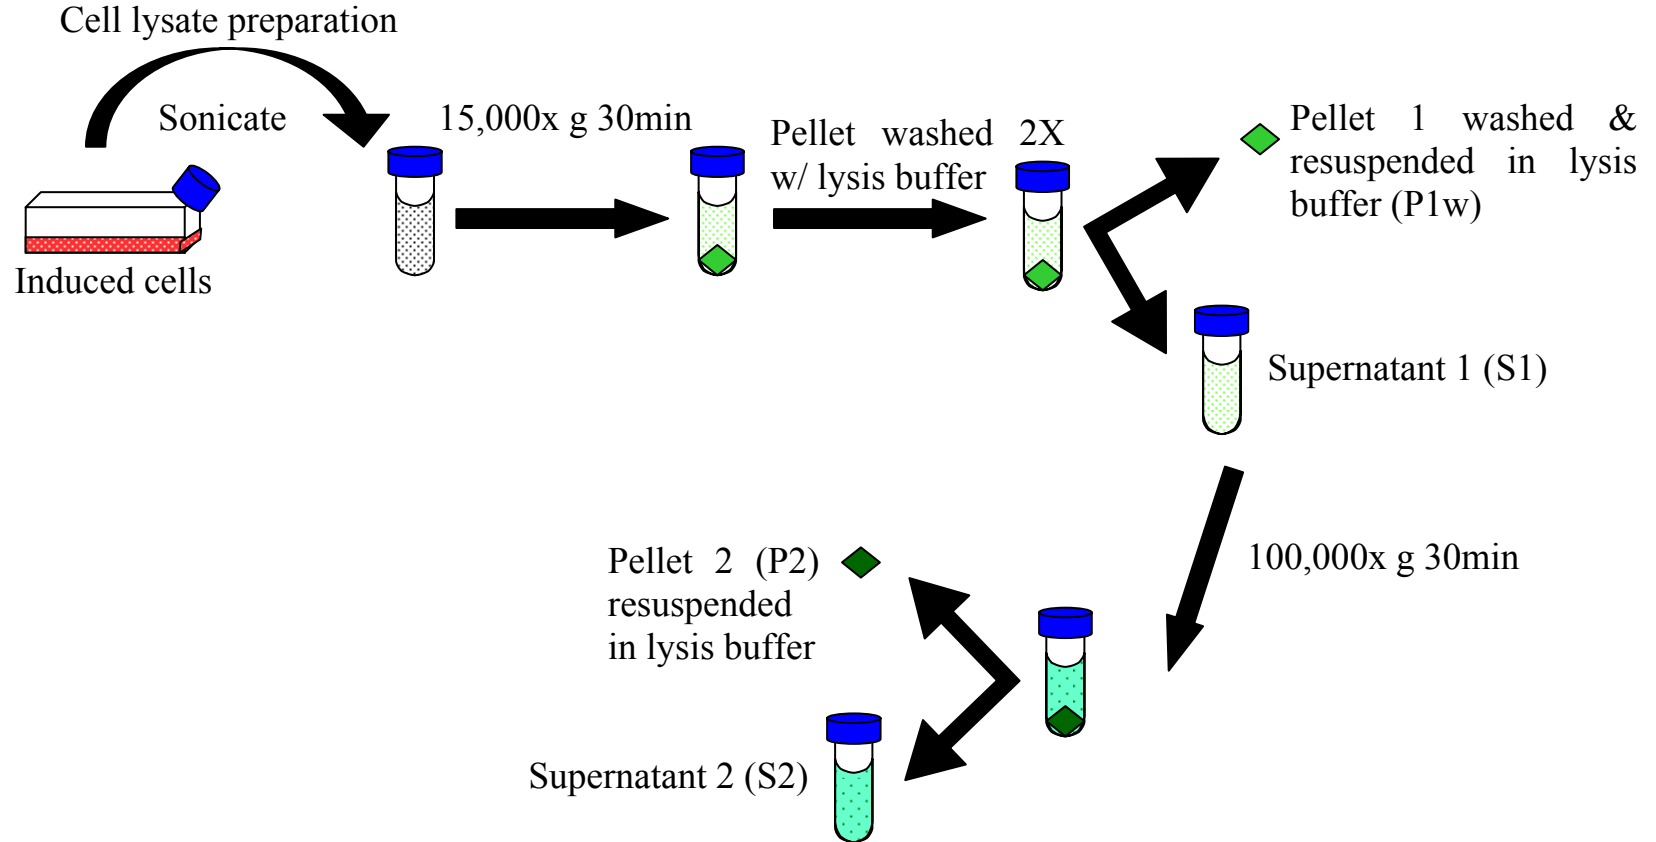 Cell lysate preparation
Sonicate
15,000x g 30min
Pellet washed 2X
w/ lysis buffer
Pellet 1 washed &
resuspended in lysis
buffer (P1w)
Induced cells
Supernatant 1 (S1)
100,000x g 30min
Pellet 2 (P2)
resuspended
in lysis buffer
Supernatant 2 (S2)